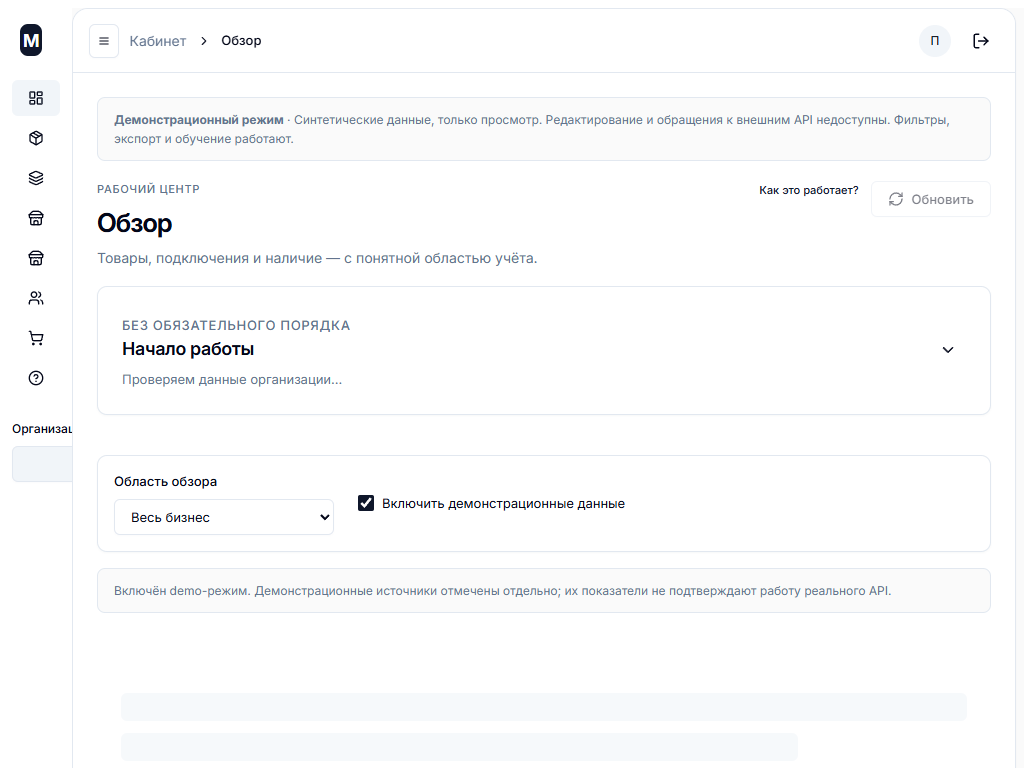 M
Кабинет
Обзор
П
Демонстрационный режим · Синтетические данные, только просмотр. Редактирование и обращения к внешним API недоступны. Фильтры,
экспорт и обучение работают.
РАБОЧИЙ ЦЕНТР
Как это работает?
Обновить
Обзор
Товары, подключения и наличие — с понятной областью учёта.
БЕЗ ОБЯЗАТЕЛЬНОГО ПОРЯДКА
Начало работы
Проверяем данные организации...
Организац
Область обзора
Включить демонстрационные данные
Весь бизнес
Включён demo-режим. Демонстрационные источники отмечены отдельно; их показатели не подтверждают работу реального API.